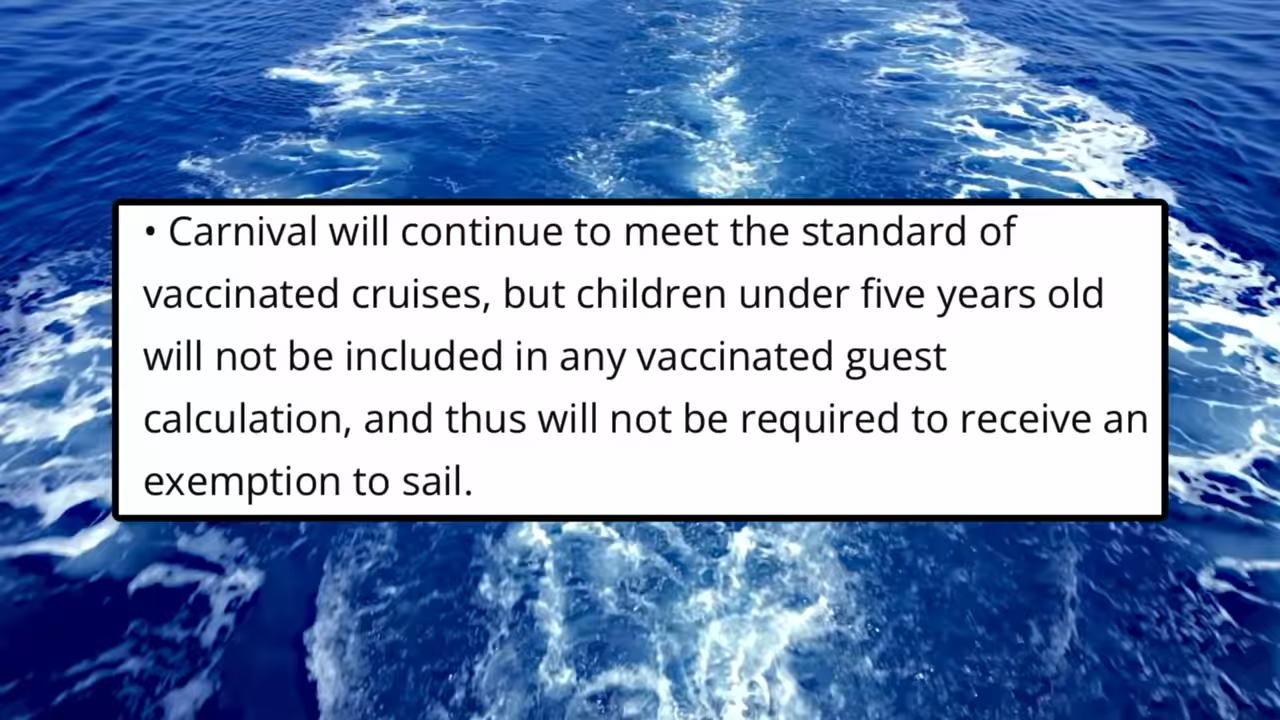 • Carnival will continue to meet the standard of
vaccinated cruises, but children under five years old
will not be included in any vaccinated guest
calculation, and thus will not be required to receive an
exemption to sail.